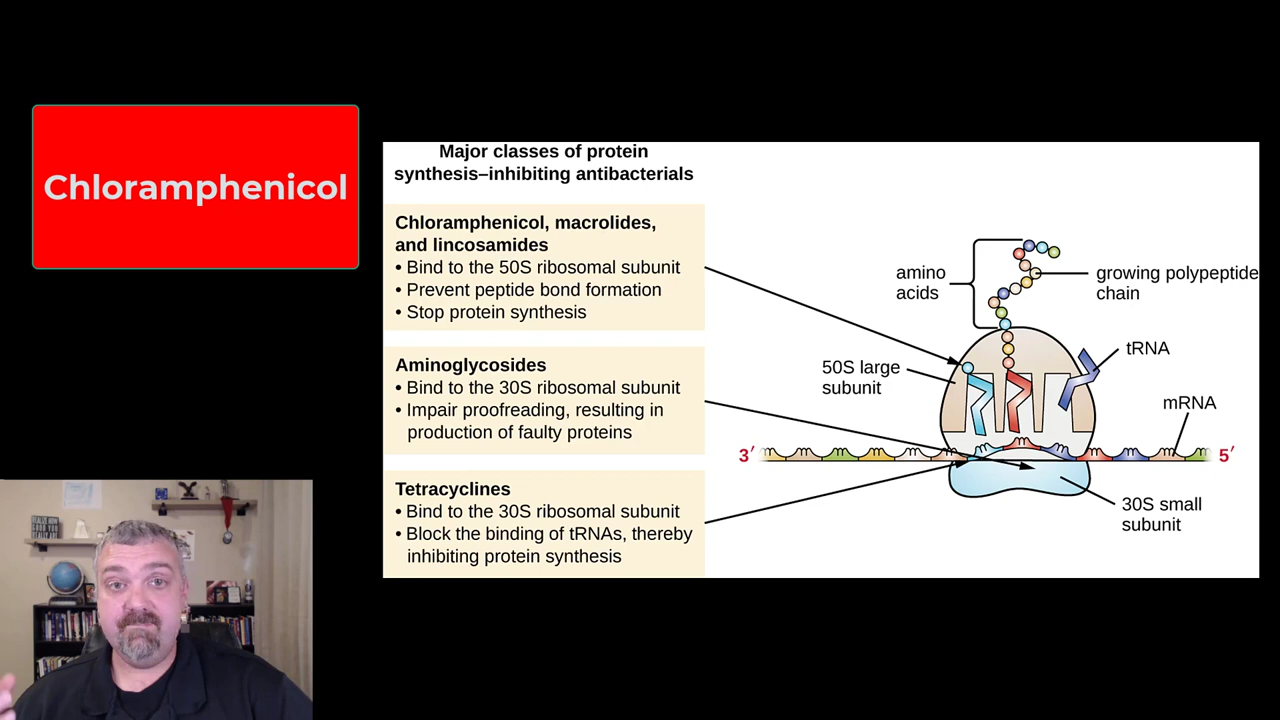 Chloramphenicol
Major classes of protein
synthesis–inhibiting antibacterials
Chloramphenicol, macrolides,
and lincosamides
• Bind to the 50S ribosomal subunit
• Prevent peptide bond formation
• Stop protein synthesis
Aminoglycosides
• Bind to the 30S ribosomal subunit
• Impair proofreading, resulting in
production of faulty proteins
Tetracyclines
• Bind to the 30S ribosomal subunit
• Block the binding of tRNAs, thereby
inhibiting protein synthesis
amino
acids
growing polypeptide
chain
50S large
subunit
tRNA
mRNA
3′
5′
30S small
subunit